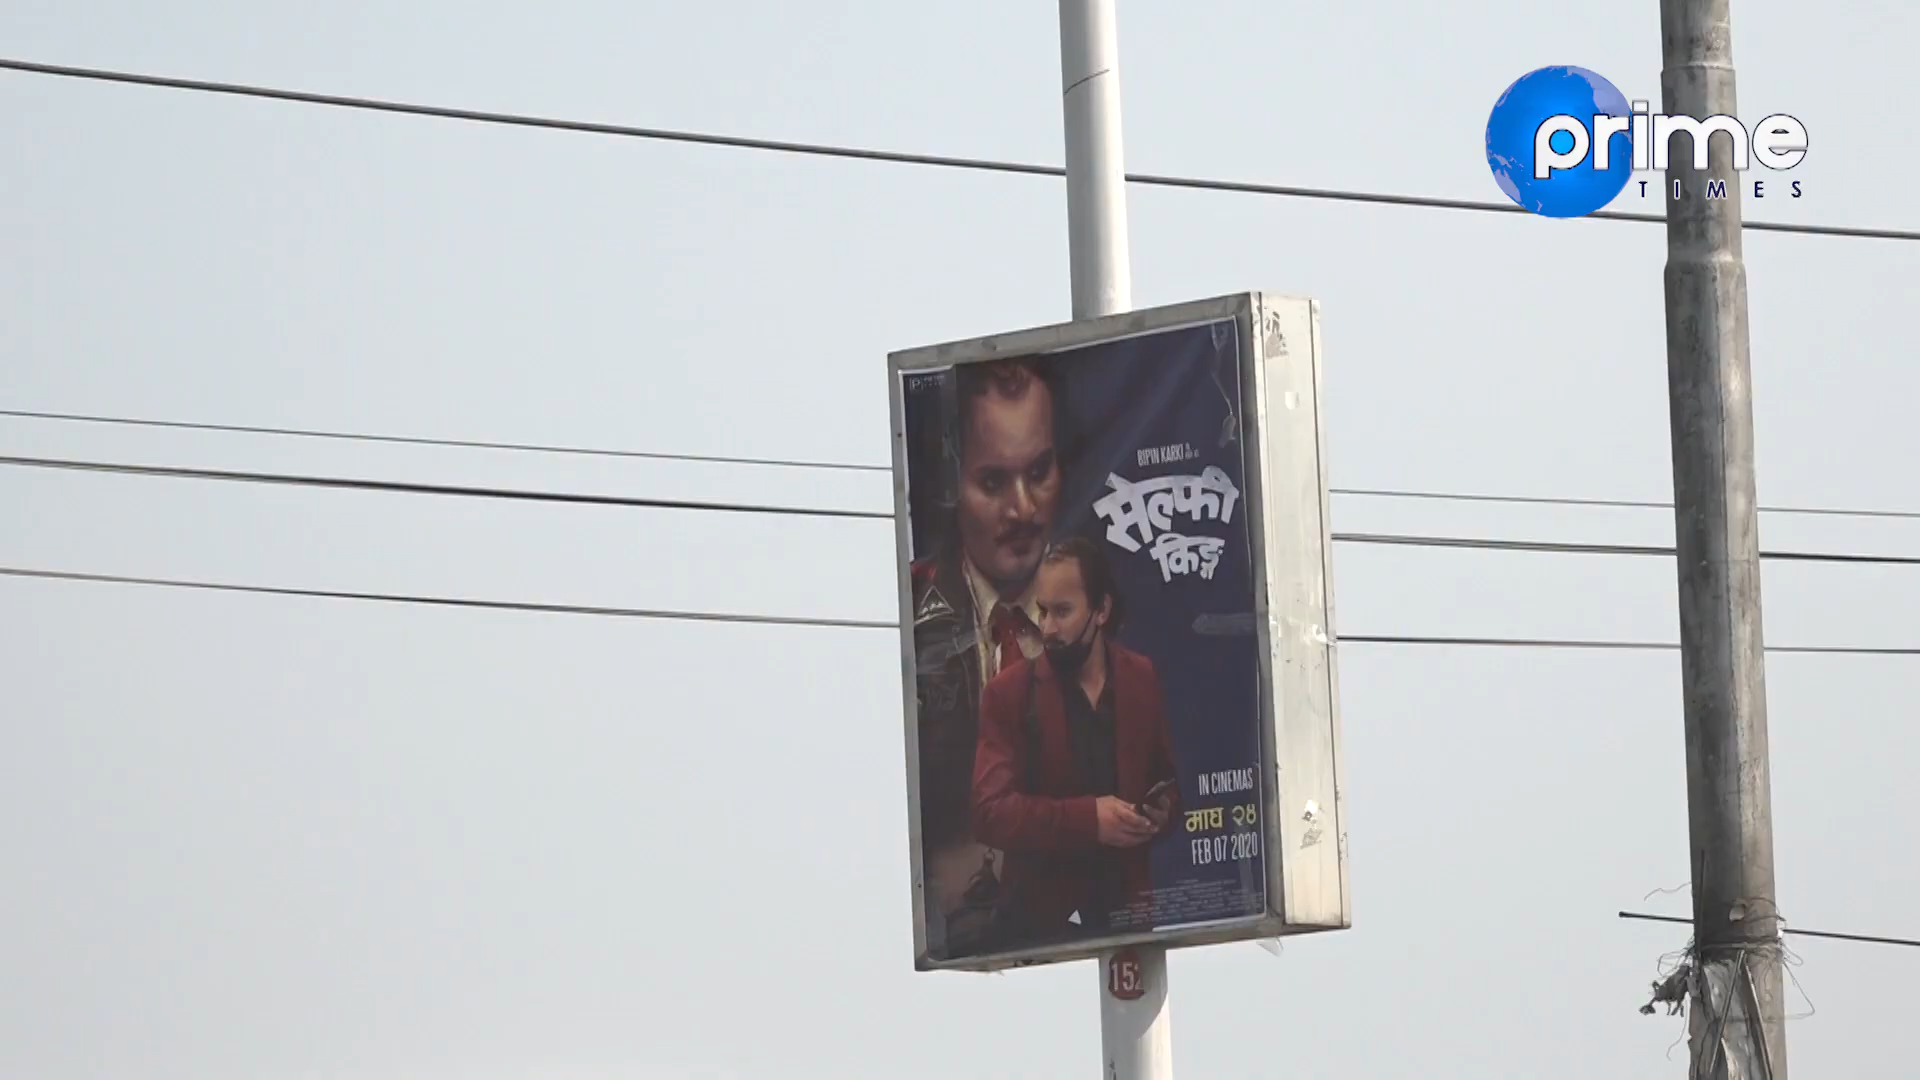 prime
TIMES
BIPIN KARKI
सेल्फी
किङ्ग
IN CINEMAS
माघ २४
FEB 07 2020
152